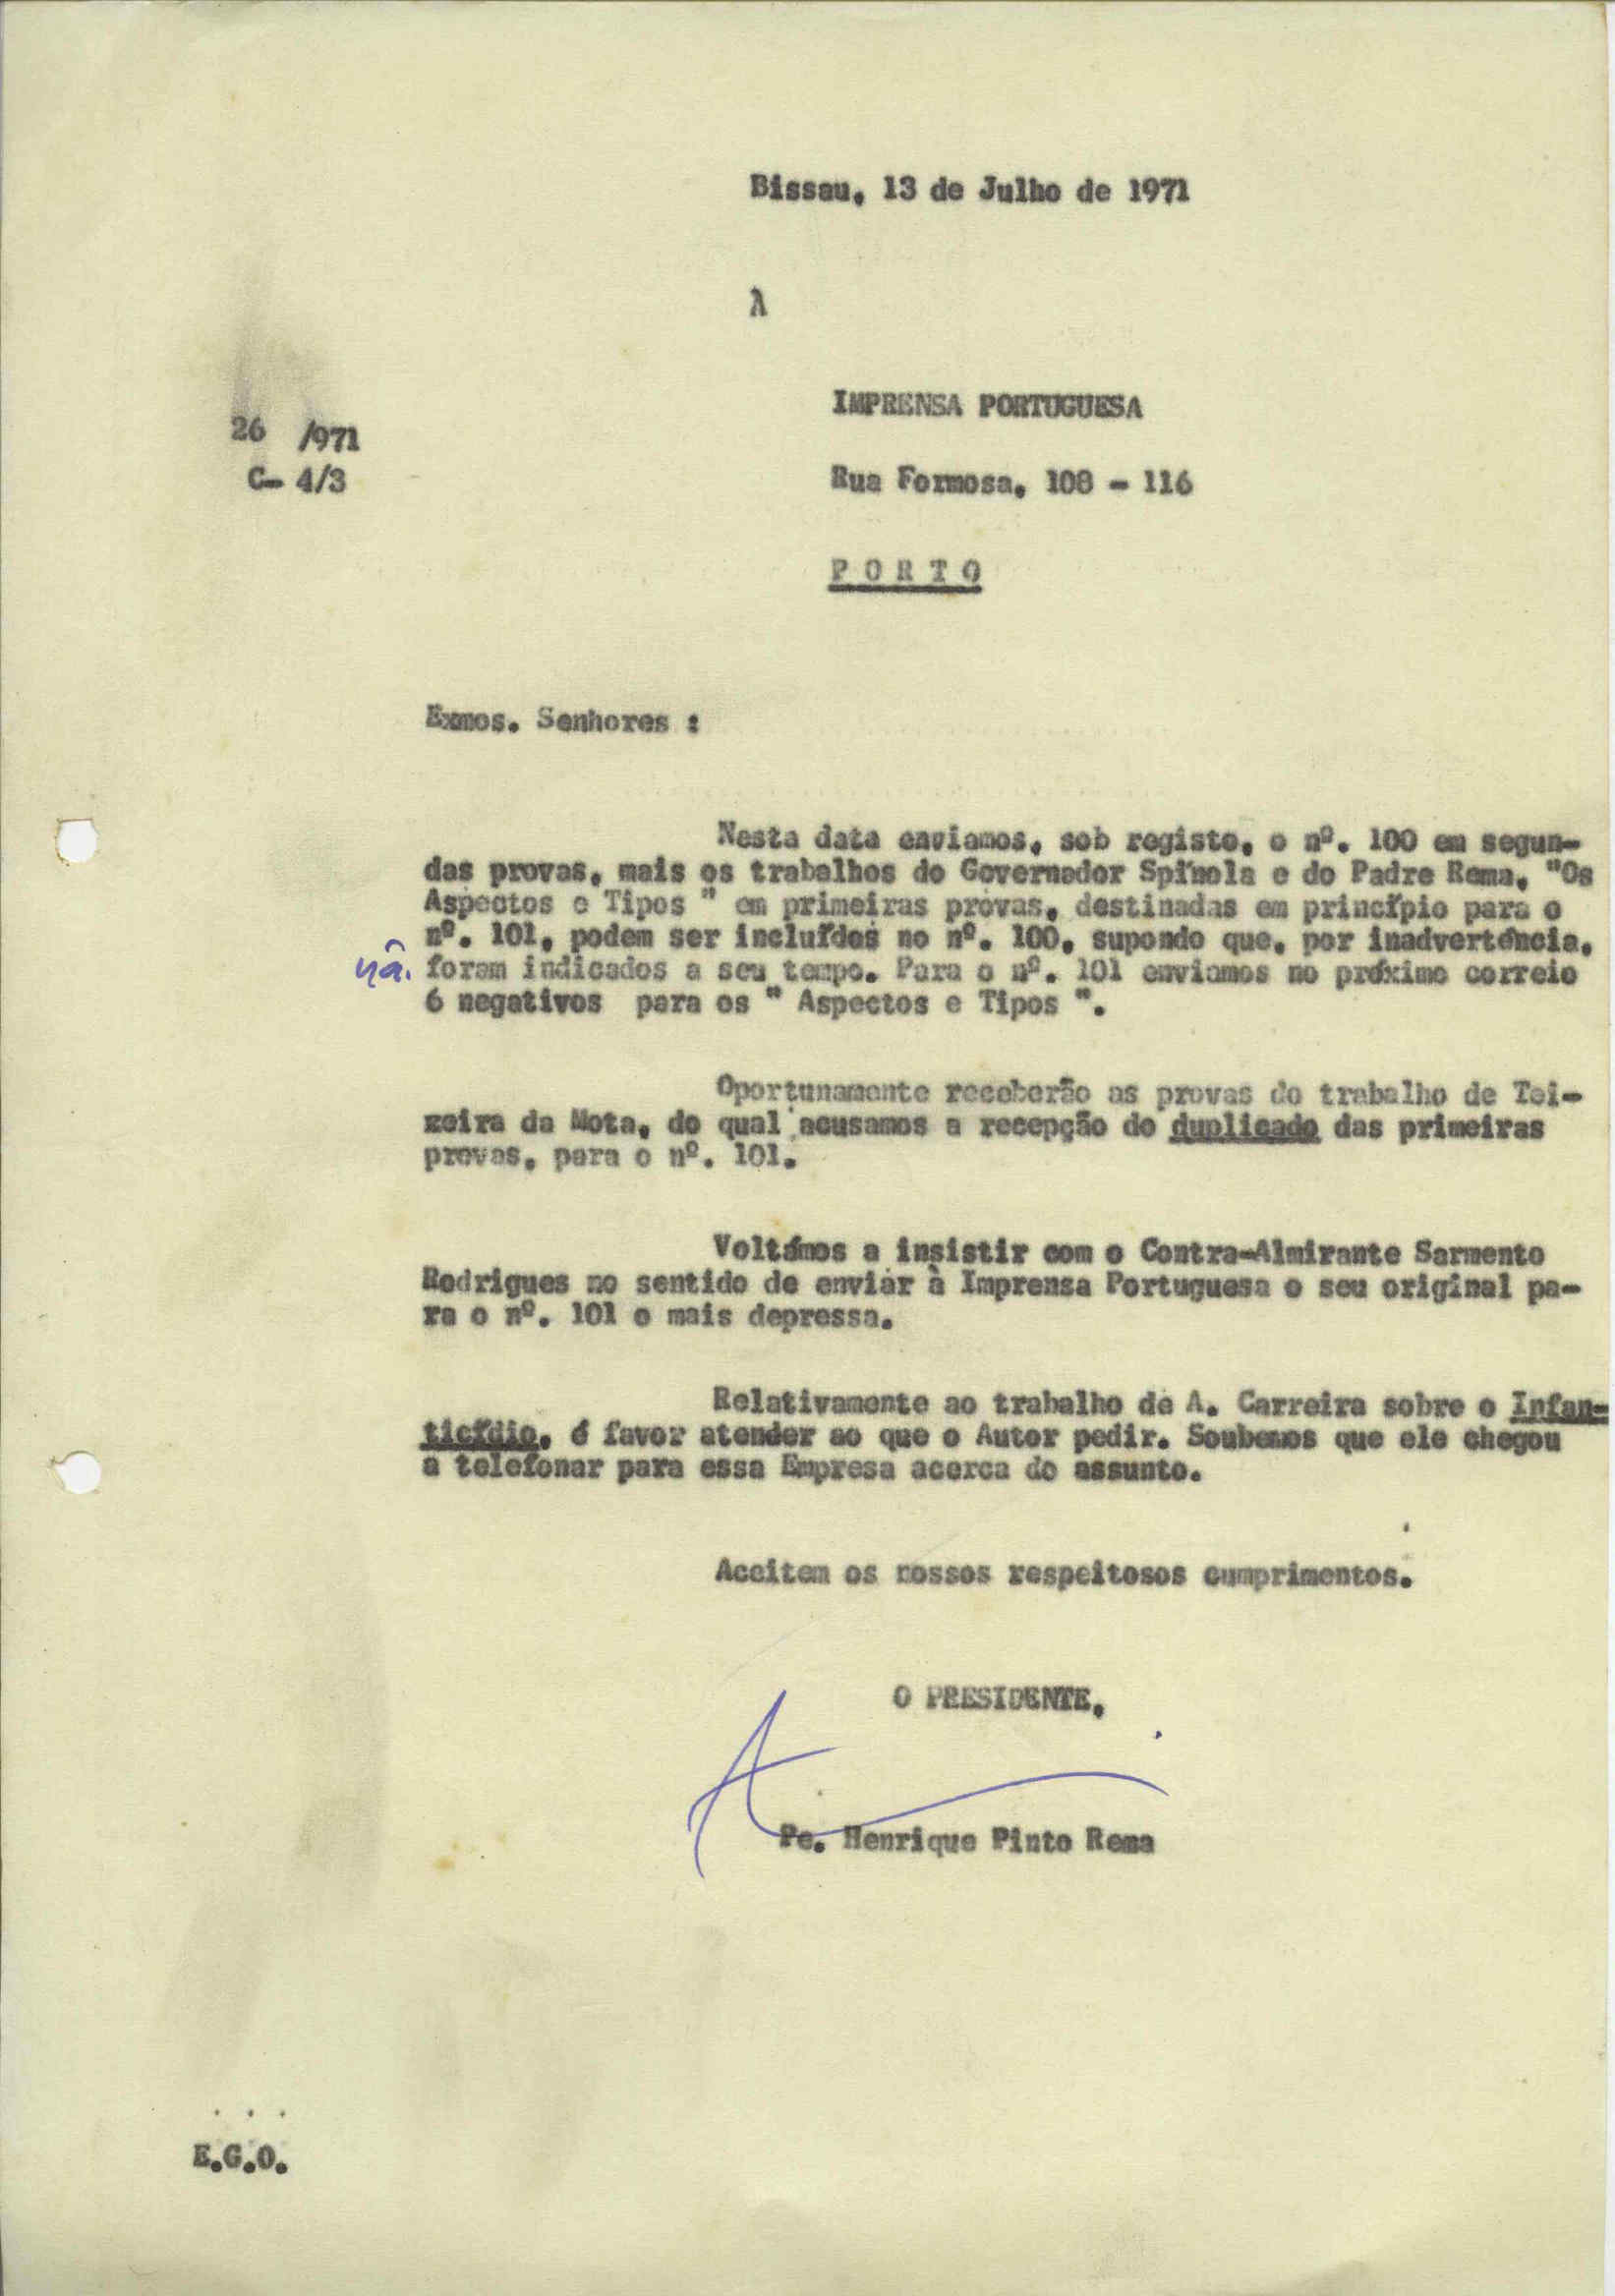 Bissau, 13 de Julho de 1971
À
IMPRENSA PORTUGUESA
26 /971
C- 4/3
Rua Formosa, 108 - 116
P O R T O
Exmos. Senhores :
Nesta data enviamos, sob registo, o nº. 100 em segun-
das provas, mais os trabalhos do Governador Spínola e do Padre Rema, "Os
Aspectos e Tipos " em primeiras provas, destinadas em princípio para o
nº. 101, podem ser incluídos no nº. 100, supondo que, por inadvertência,
não foram indicados a seu tempo. Para o nº. 101 enviamos no próximo correio
6 negativos para os " Aspectos e Tipos ".
Oportunamente receberão as provas do trabalho de Tei-
xeira da Mota, do qual acusamos a recepção do duplicado das primeiras
provas, para o nº. 101.
Voltámos a insistir com o Contra-Almirante Sarmento
Rodrigues no sentido de enviar à Imprensa Portuguesa o seu original pa-
ra o nº. 101 o mais depressa.
Relativamente ao trabalho de A. Carreira sobre o Infan-
ticídio, é favor atender ao que o Autor pedir. Soubemos que ele chegou
a telefonar para essa Empresa acerca do assunto.
Aceitem os nossos respeitosos cumprimentos.
O PRESIDENTE,
Pe. Henrique Pinto Rema
. . .
E.G.O.